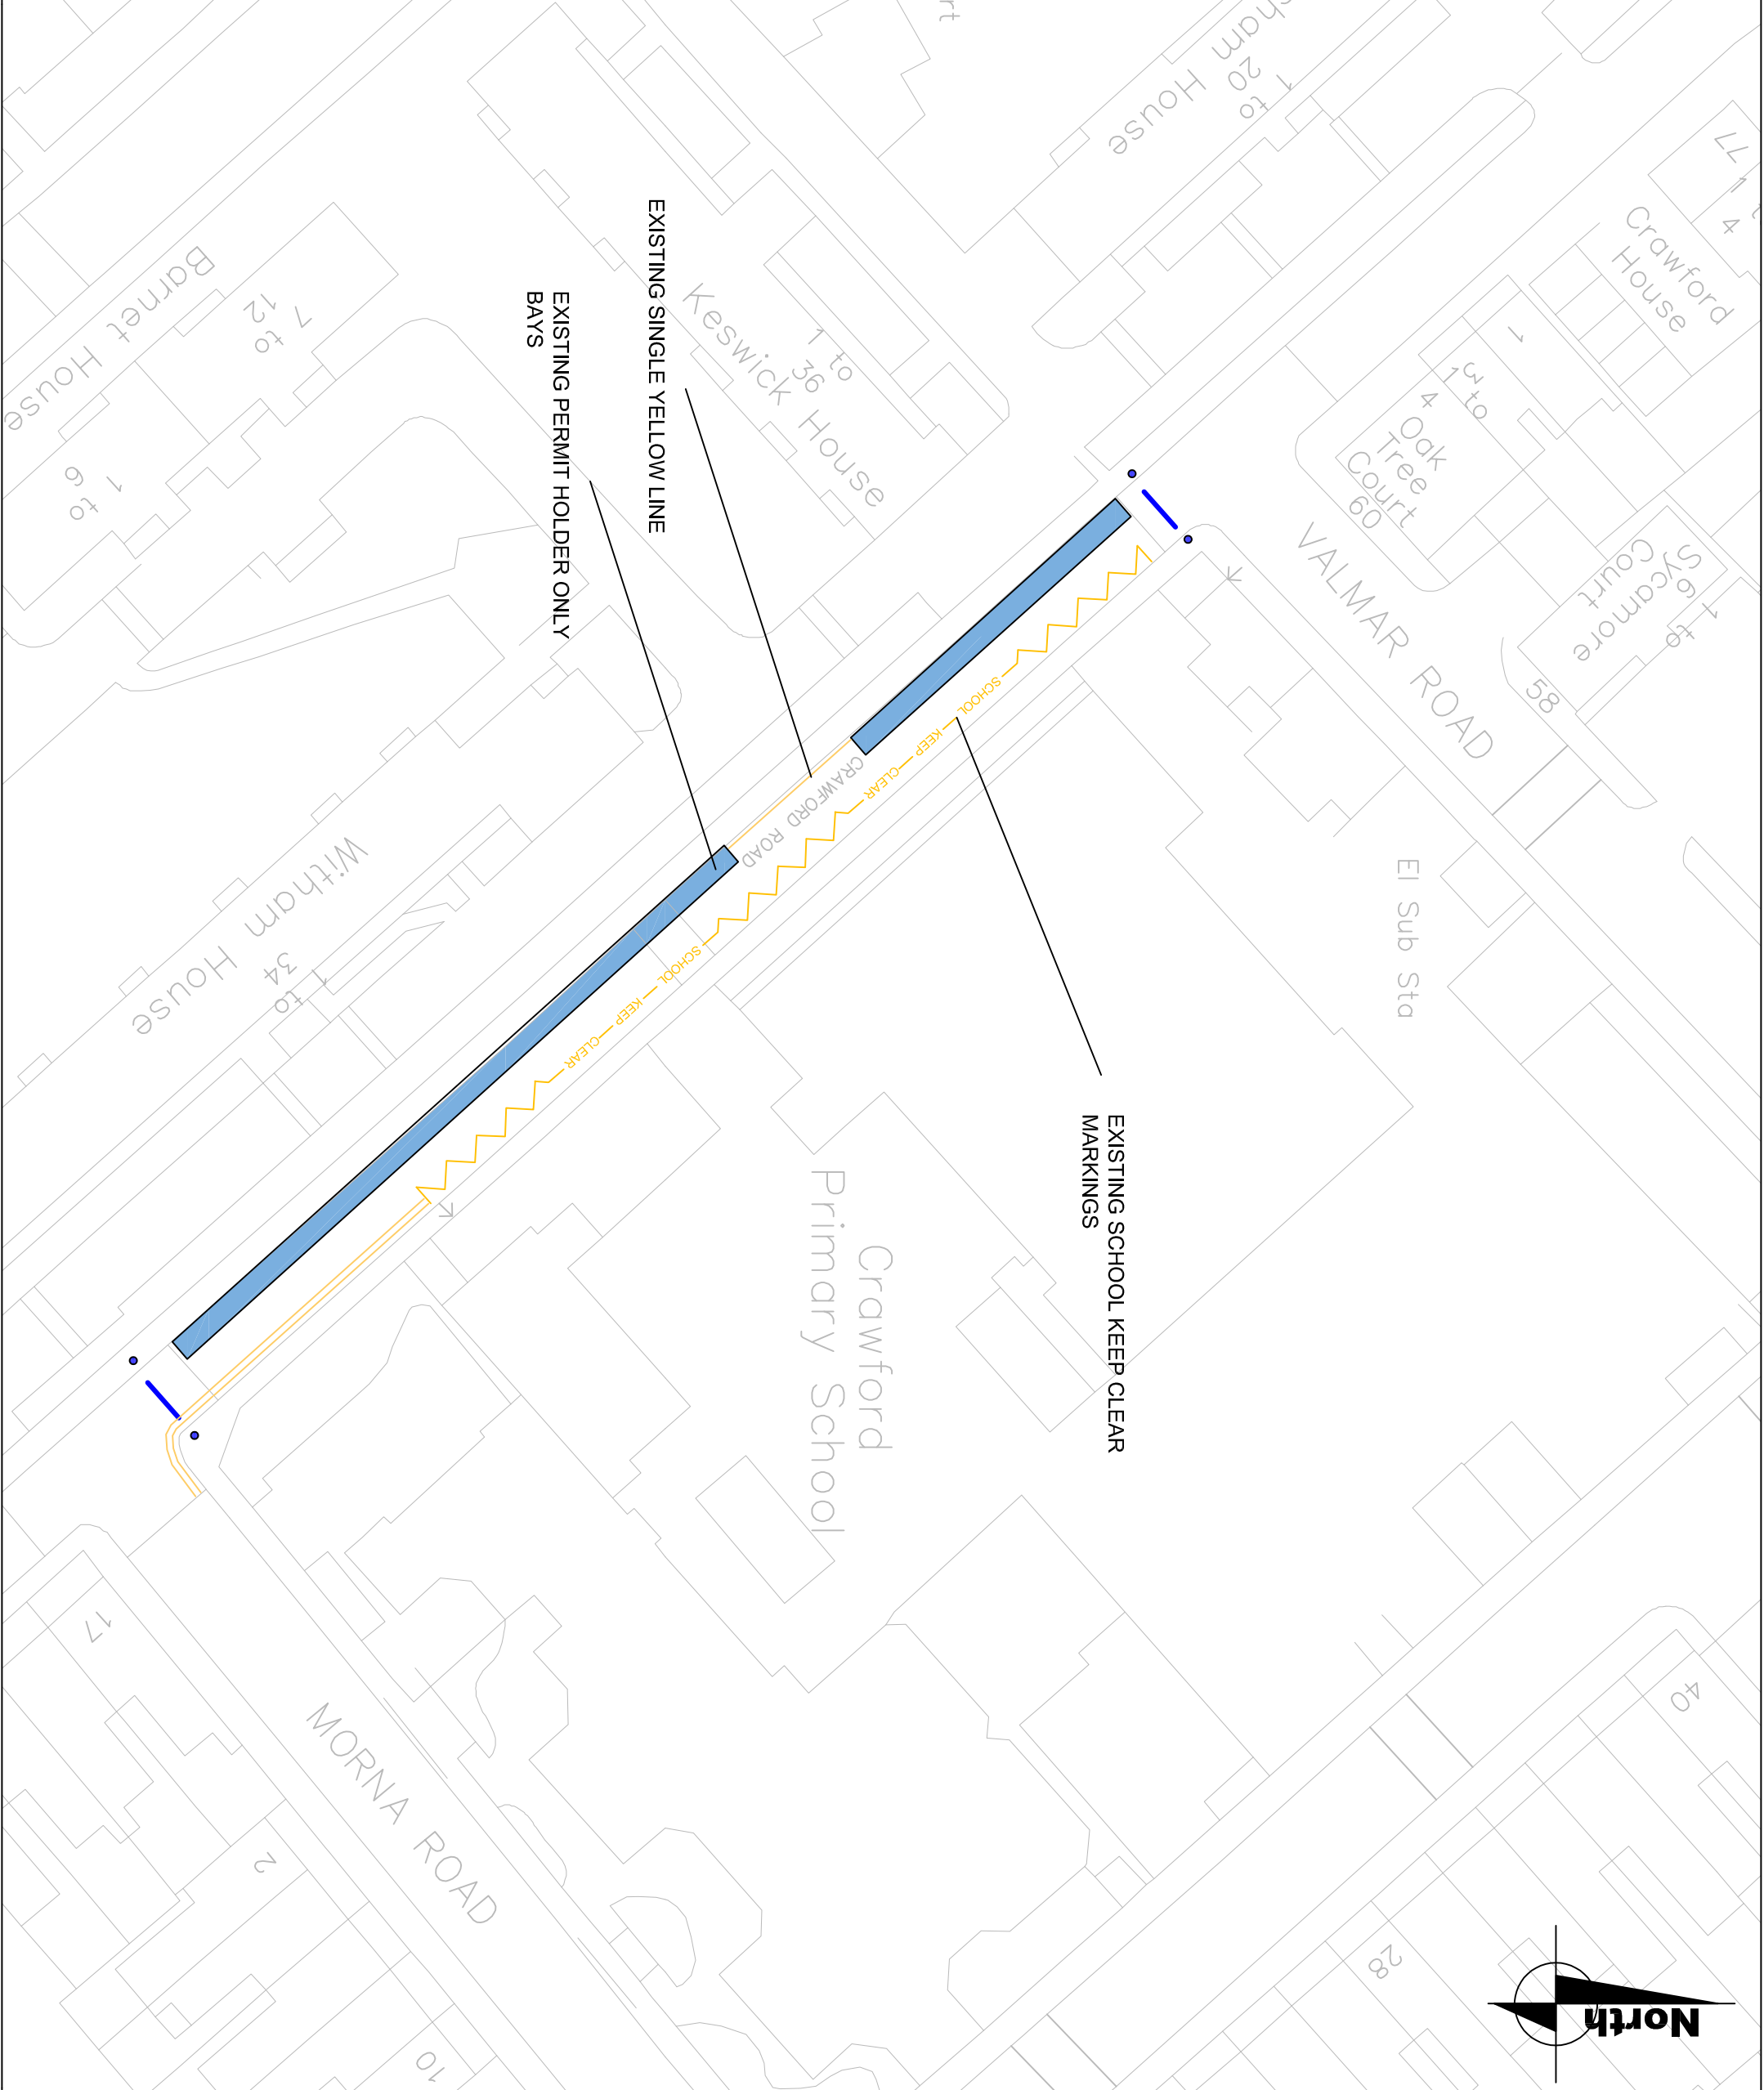 EXISTING SINGLE YELLOW LINE
EXISTING PERMIT HOLDER ONLY
BAYS
EXISTING SCHOOL KEEP CLEAR
MARKINGS
CRAWFORD ROAD
SCHOOL KEEP CLEAR
SCHOOL KEEP CLEAR
VALMAR ROAD
MORNA ROAD
Crawford
Primary School
El Sub Sta
Crawford
House
77
1
4
1
3 to
1
4
Oak
Tree
Court
60
1 to
Sycamore
Court
58
1 to
20
House
1 to
36
Keswick House
Barnet House
7 to
12
1 to
6
Witham House
1 to
34
17
2
10
40
28
North